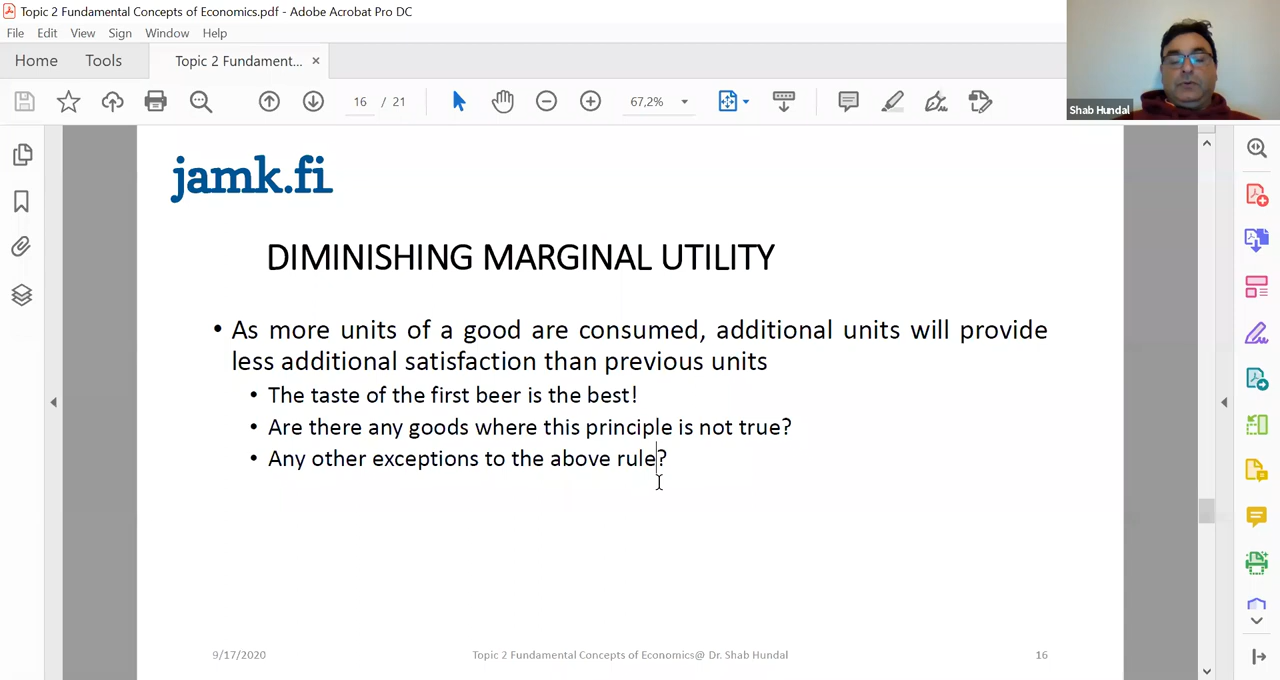 Topic 2 Fundamental Concepts of Economics.pdf - Adobe Acrobat Pro DC
File Edit View Sign Window Help
Home Tools Topic 2 Fundament... ×
16 / 21 67,2%
Shab Hundal
jamk.fi
DIMINISHING MARGINAL UTILITY
• As more units of a good are consumed, additional units will provide
less additional satisfaction than previous units
• The taste of the first beer is the best!
• Are there any goods where this principle is not true?
• Any other exceptions to the above rule?
9/17/2020 Topic 2 Fundamental Concepts of Economics@ Dr. Shab Hundal 16